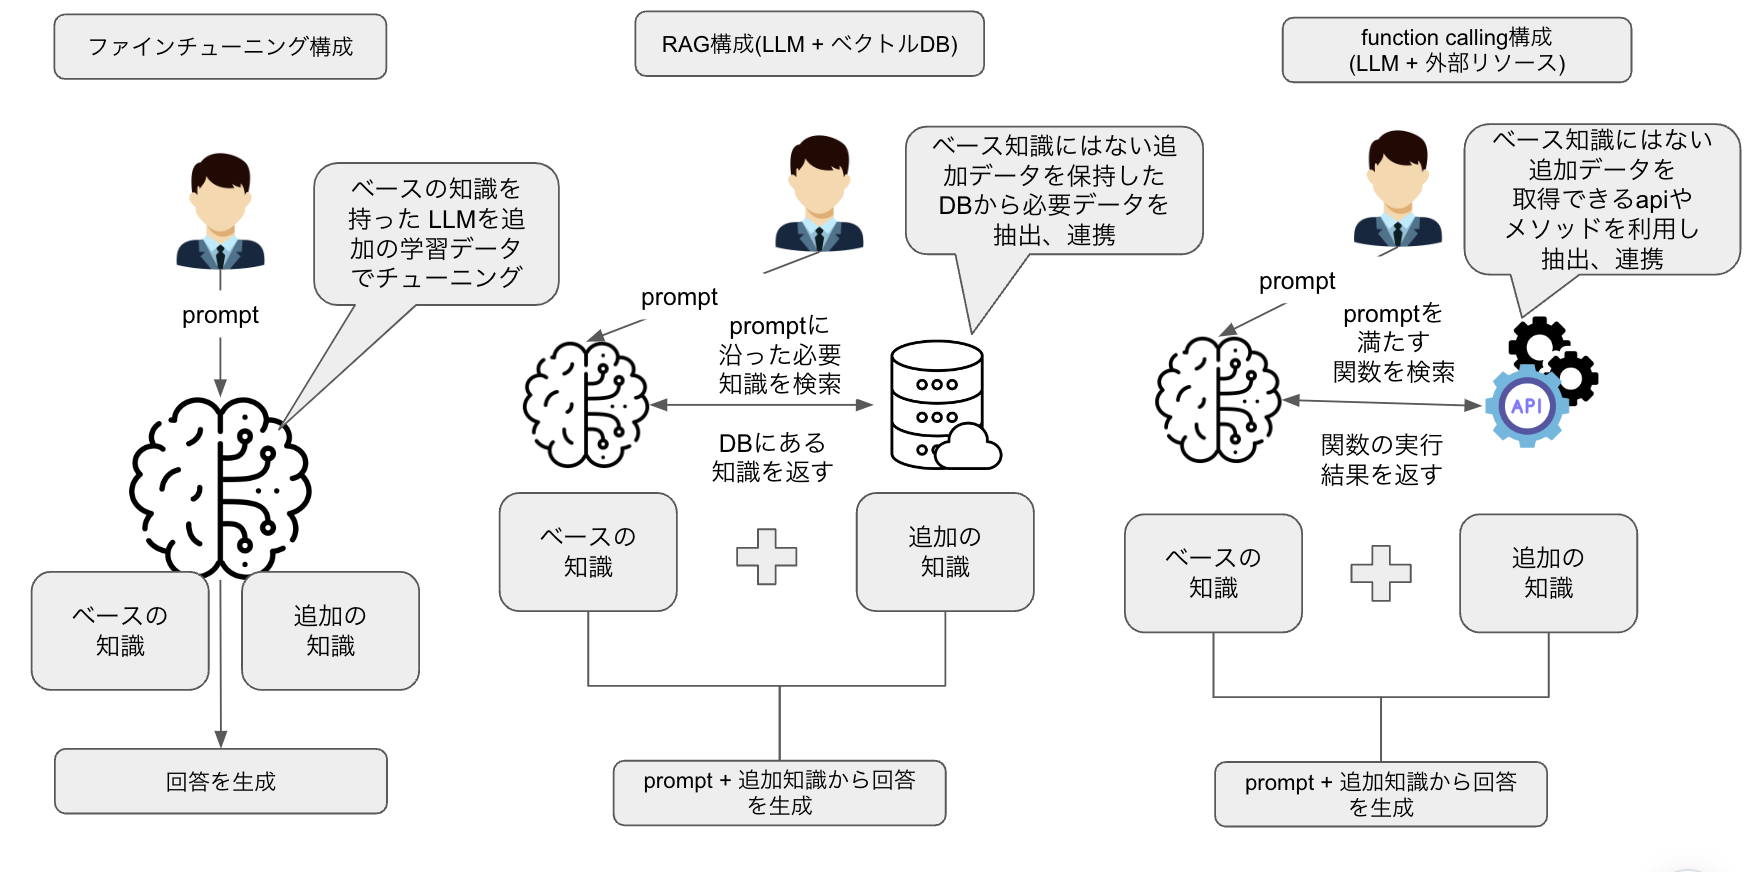 ファインチューニング構成
RAG構成(LLM + ベクトルDB)
function calling構成
(LLM + 外部リソース)
ベースの知識を
持った LLMを追
加の学習データ
でチューニング
prompt
ベースの
知識
追加の
知識
回答を生成
ベース知識にはない追
加データを保持した
DBから必要データを
抽出、連携
prompt
promptに
沿った必要
知識を検索
DBにある
知識を返す
ベースの
知識
追加の
知識
prompt + 追加知識から回答
を生成
ベース知識にはない
追加データを
取得できるapiや
メソッドを利用し
抽出、連携
prompt
promptを
満たす
関数を検索
API
関数の実行
結果を返す
ベースの
知識
追加の
知識
prompt + 追加知識から回答
を生成